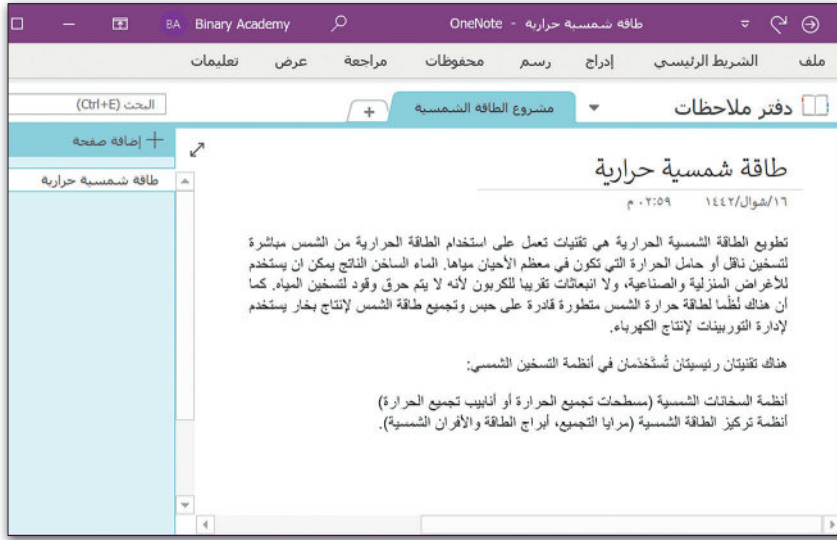 طاقة شمسية حرارية - OneNote
Binary Academy BA
ملف الشريط الرئيسي إدراج رسم محفوظات مراجعة عرض تعليمات
دفتر ملاحظات
مشروع الطاقة الشمسية
+
البحث (Ctrl+E)
إضافة صفحة
طاقة شمسية حرارية
طاقة شمسية حرارية
١٦/شوال/١٤٤٢ ٠٢:٥٩ م
تطويع الطاقة الشمسية الحرارية هي تقنيات تعمل على استخدام الطاقة الحرارية من الشمس مباشرة
لتسخين ناقل أو حامل الحرارة التي تكون في معظم الأحيان مياها. الماء الساخن الناتج يمكن ان يستخدم
للأغراض المنزلية والصناعية، ولا انبعاثات تقريبا للكربون لأنه لا يتم حرق وقود لتسخين المياه. كما
أن هناك نُظُما لطاقة حرارة الشمس متطورة قادرة على حبس وتجميع طاقة الشمس لإنتاج بخار يستخدم
لإدارة التوربينات لإنتاج الكهرباء.
هناك تقنيتان رئيسيتان تُستَخدَمان في أنظمة التسخين الشمسي:
أنظمة السخانات الشمسية (مسطحات تجميع الحرارة أو أنابيب تجميع الحرارة)
أنظمة تركيز الطاقة الشمسية (مرايا التجميع، أبراج الطاقة والأفران الشمسية).